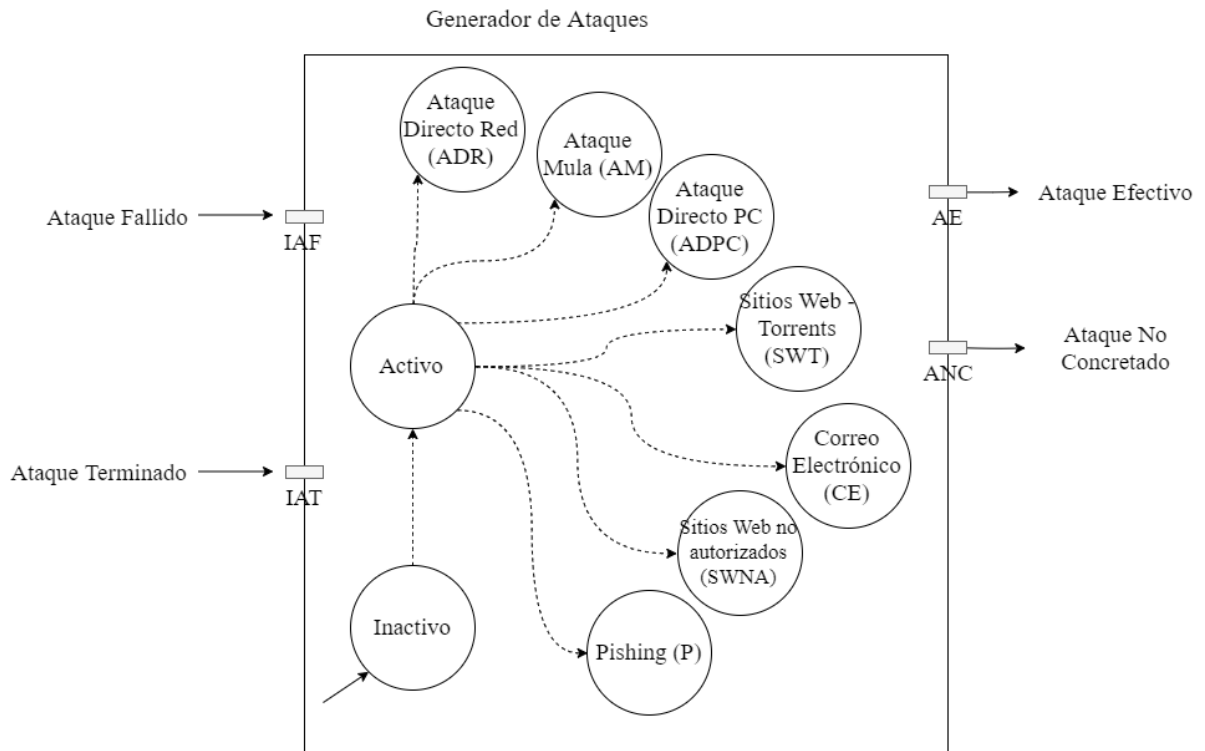 Generador de Ataques
Ataque
Directo Red
(ADR)
Ataque
Mula (AM)
Ataque
Directo PC
(ADPC)
Ataque Fallido
IAF
AE
Ataque Efectivo
Sitios Web -
Torrents
(SWT)
Activo
ANC
Ataque No
Concretado
Correo
Electrónico
(CE)
Ataque Terminado
IAT
Sitios Web no
autorizados
(SWNA)
Inactivo
Pishing (P)